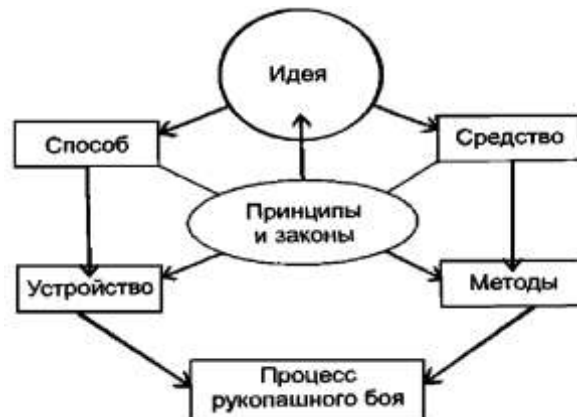 Идея
Способ
Средство
Принципы
и законы
Устройство
Методы
Процесс
рукопашного боя